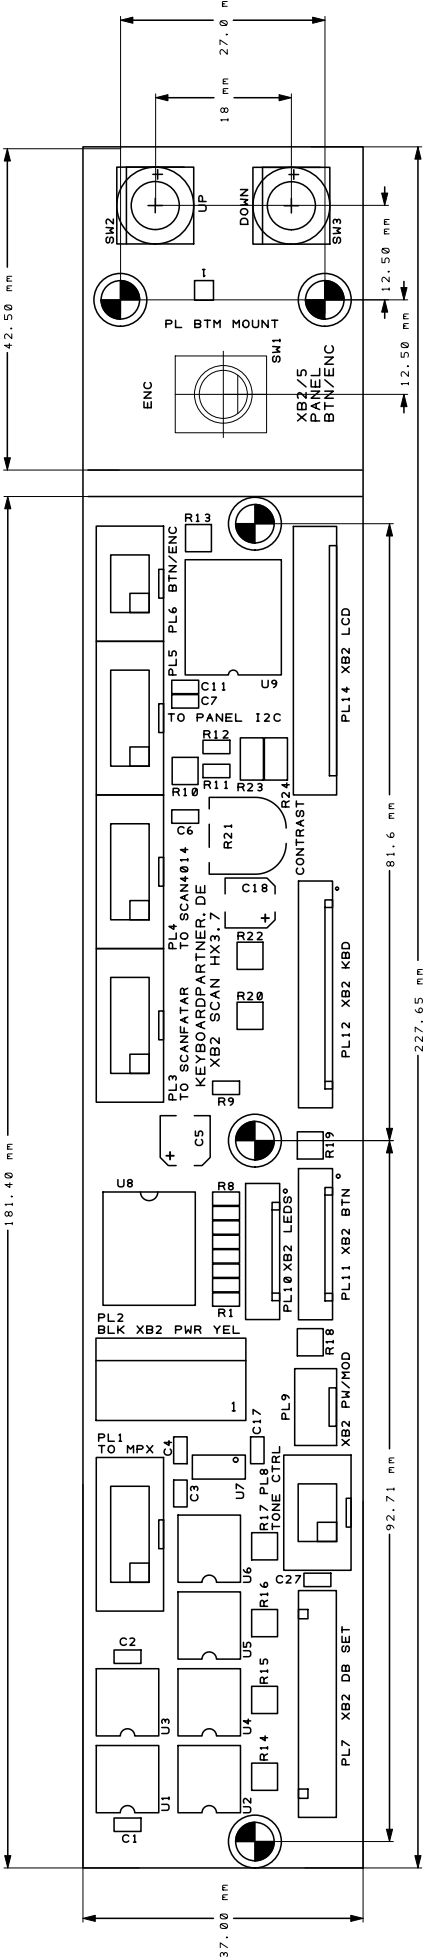 27.0 m
18 mm
42.50 mm
12.50 mm
12.50 mm
SW2
UP
DOWN
SW3
1
PL BTM MOUNT
SW1
ENC
XB2/5
PANEL
BTN/ENC
R13
PL6 BTN/ENC
PL5
U9
C11
C7
TO PANEL I2C
PL14 XB2 LCD
R12
R11
R10
R23
R24
C6
R21
CONTRAST
C18
81.6 mm
PL4
TO SCAN4014
KEYBOARDPARTNER.DE
XB2 SCAN HX3.7
R22
R20
PL12 XB2 KBD
PL3
TO SCANFATAR
R9
227.65 mm
C5
R19
181.40 mm
U8
R8
R1
PL10 XB2 LEDS
PL11 XB2 BTN
PL2
BLK XB2 PWR YEL
1
R18
PL9
XB2 PW/MOD
PL1
TO MPX
C4
C17
C3
U7
PL8
TONE CTRL
92.71 mm
R17
U6
C27
R16
U5
C2
R15
U3
U4
PL7 XB2 DB SET
R14
U1
U2
C1
37.00 mm